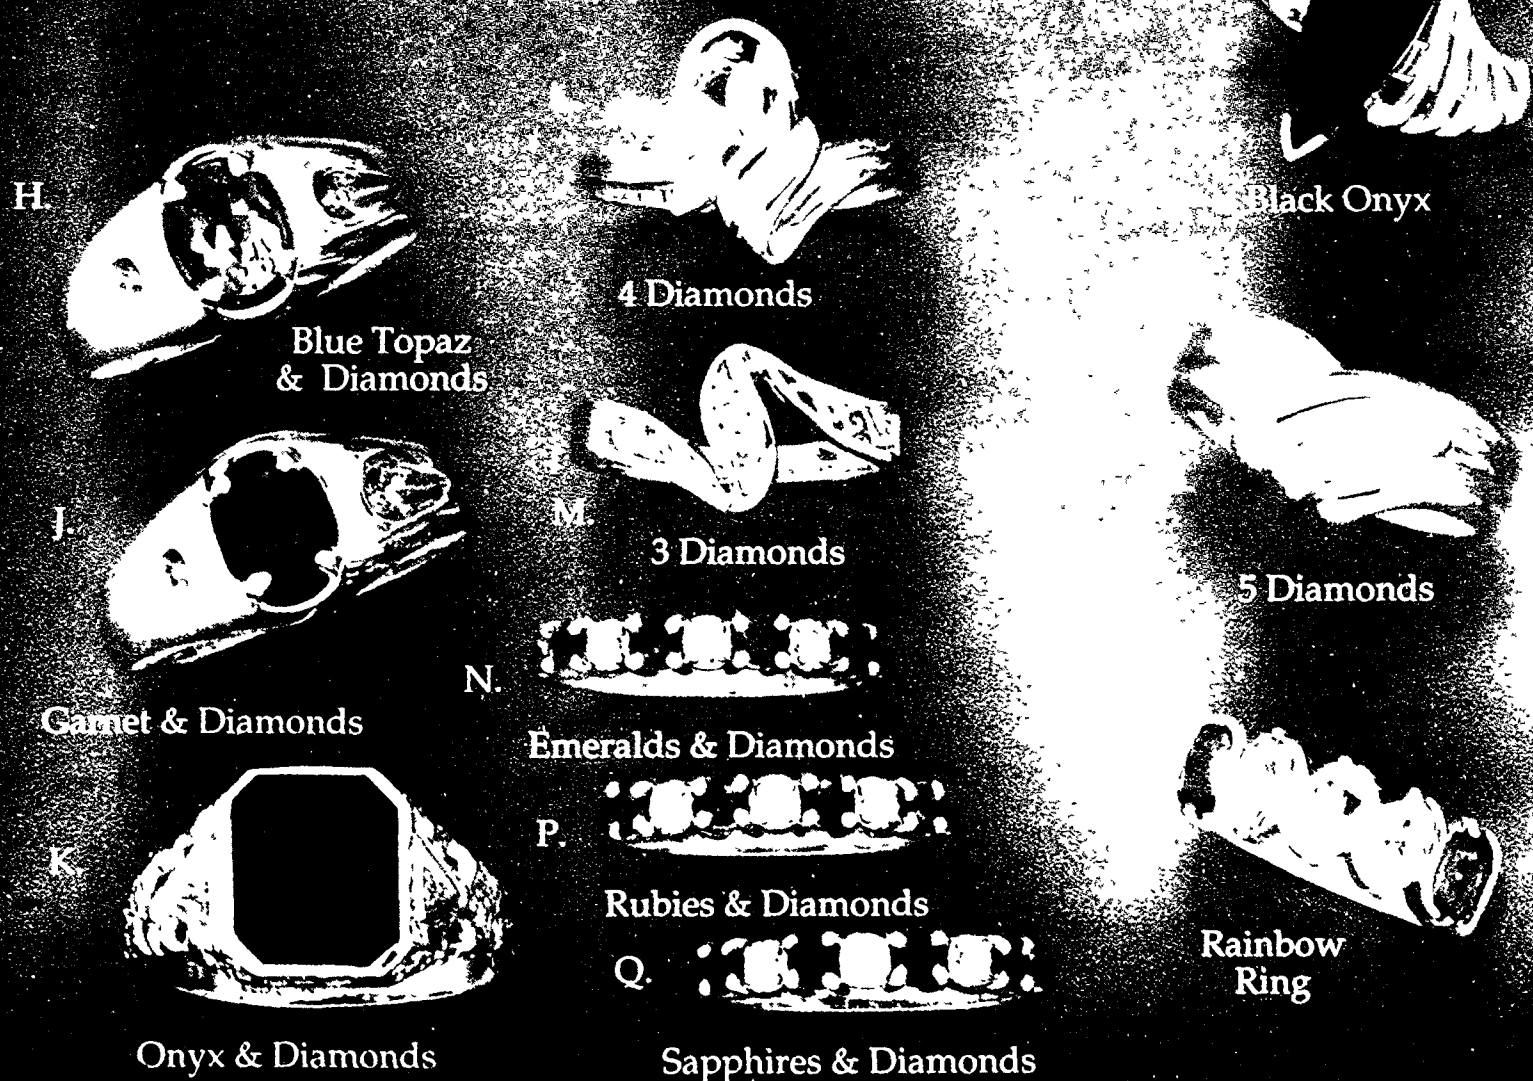 H.
Blue Topaz
& Diamonds
J.
Garnet & Diamonds
K.
Onyx & Diamonds
4 Diamonds
M.
3 Diamonds
N.
Emeralds & Diamonds
P.
Rubies & Diamonds
Q.
Sapphires & Diamonds
Black Onyx
5 Diamonds
Rainbow
Ring